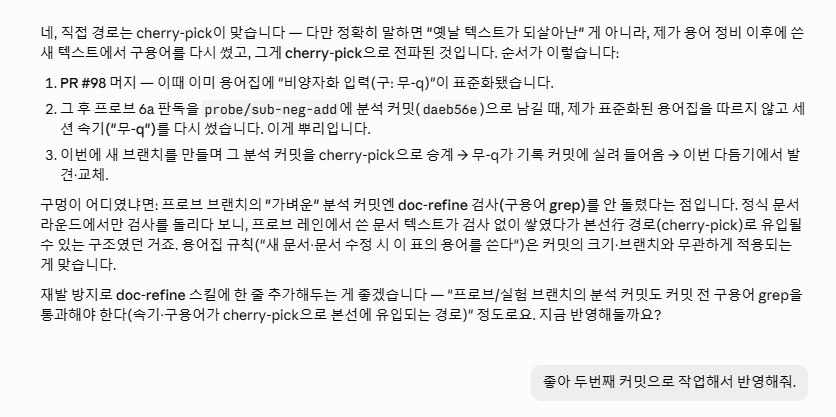 네, 직접 경로는 cherry-pick이 맞습니다 — 다만 정확히 말하면 "옛날 텍스트가 되살아난" 게 아니라, 제가 용어 정비 이후에 쓴
새 텍스트에서 구용어를 다시 썼고, 그게 cherry-pick으로 전파된 것입니다. 순서가 이렇습니다:
1. PR #98 머지 — 이때 이미 용어집에 "비양자화 입력(구: 무-q)"이 표준화됐습니다.
2. 그 후 프로브 6a 판독을 probe/sub-neg-add에 분석 커밋(daeb56e)으로 남길 때, 제가 표준화된 용어집을 따르지 않고 세
션 속기("무-q")를 다시 썼습니다. 이게 뿌리입니다.
3. 이번에 새 브랜치를 만들며 그 분석 커밋을 cherry-pick으로 승계 → 무-q가 기록 커밋에 실려 들어옴 → 이번 다듬기에서 발
견·교체.
구멍이 어디였냐면: 프로브 브랜치의 "가벼운" 분석 커밋엔 doc-refine 검사(구용어 grep)를 안 돌렸다는 점입니다. 정식 문서
라운드에서만 검사를 돌리다 보니, 프로브 레인에서 쓴 문서 텍스트가 검사 없이 쌓였다가 본선行 경로(cherry-pick)로 유입될
수 있는 구조였던 거죠. 용어집 규칙("새 문서·문서 수정 시 이 표의 용어를 쓴다")은 커밋의 크기·브랜치와 무관하게 적용되는
게 맞습니다.
재발 방지로 doc-refine 스킬에 한 줄 추가해두는 게 좋겠습니다 — "프로브/실험 브랜치의 분석 커밋도 커밋 전 구용어 grep을
통과해야 한다(속기·구용어가 cherry-pick으로 본선에 유입되는 경로)" 정도로요. 지금 반영해둘까요?
좋아 두번째 커밋으로 작업해서 반영해줘.